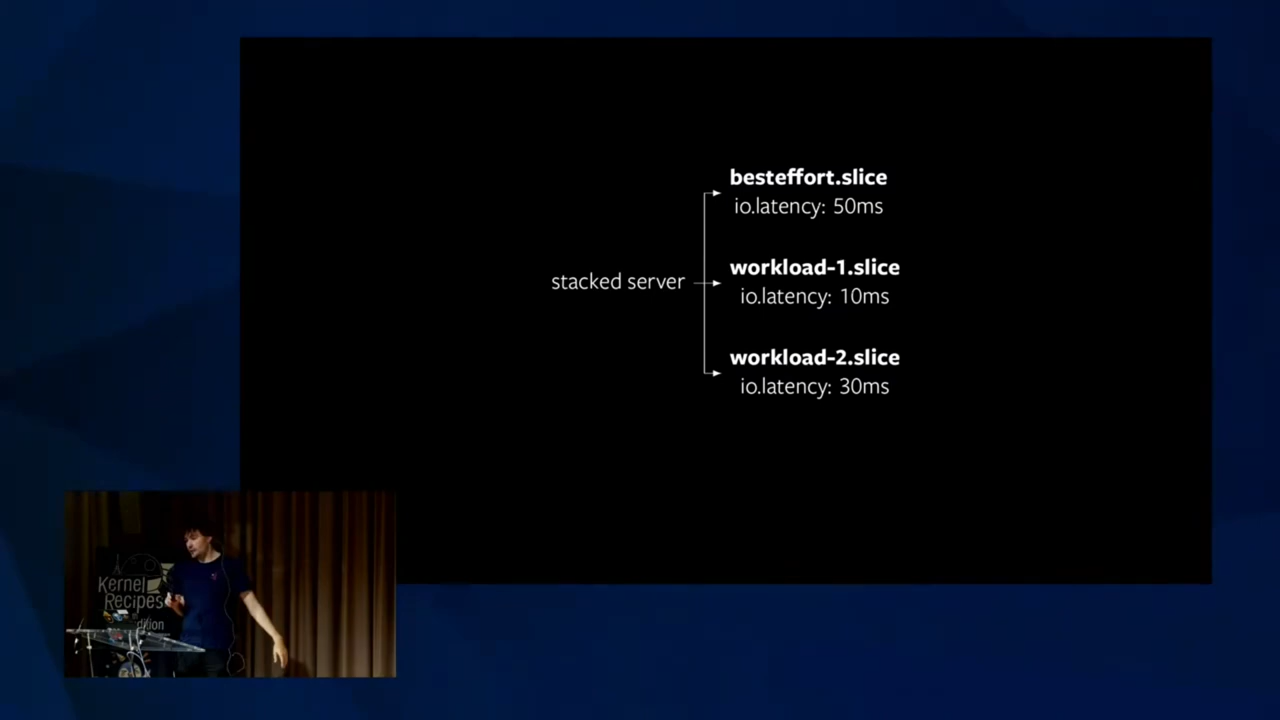 besteffort.slice
io.latency: 50ms
workload-1.slice
io.latency: 10ms
stacked server
workload-2.slice
io.latency: 30ms
Kernel
Recipes
dition